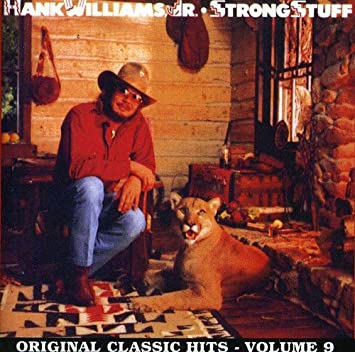 HANK WILLIAMS JR. • STRONG STUFF
ORIGINAL CLASSIC HITS - VOLUME 9